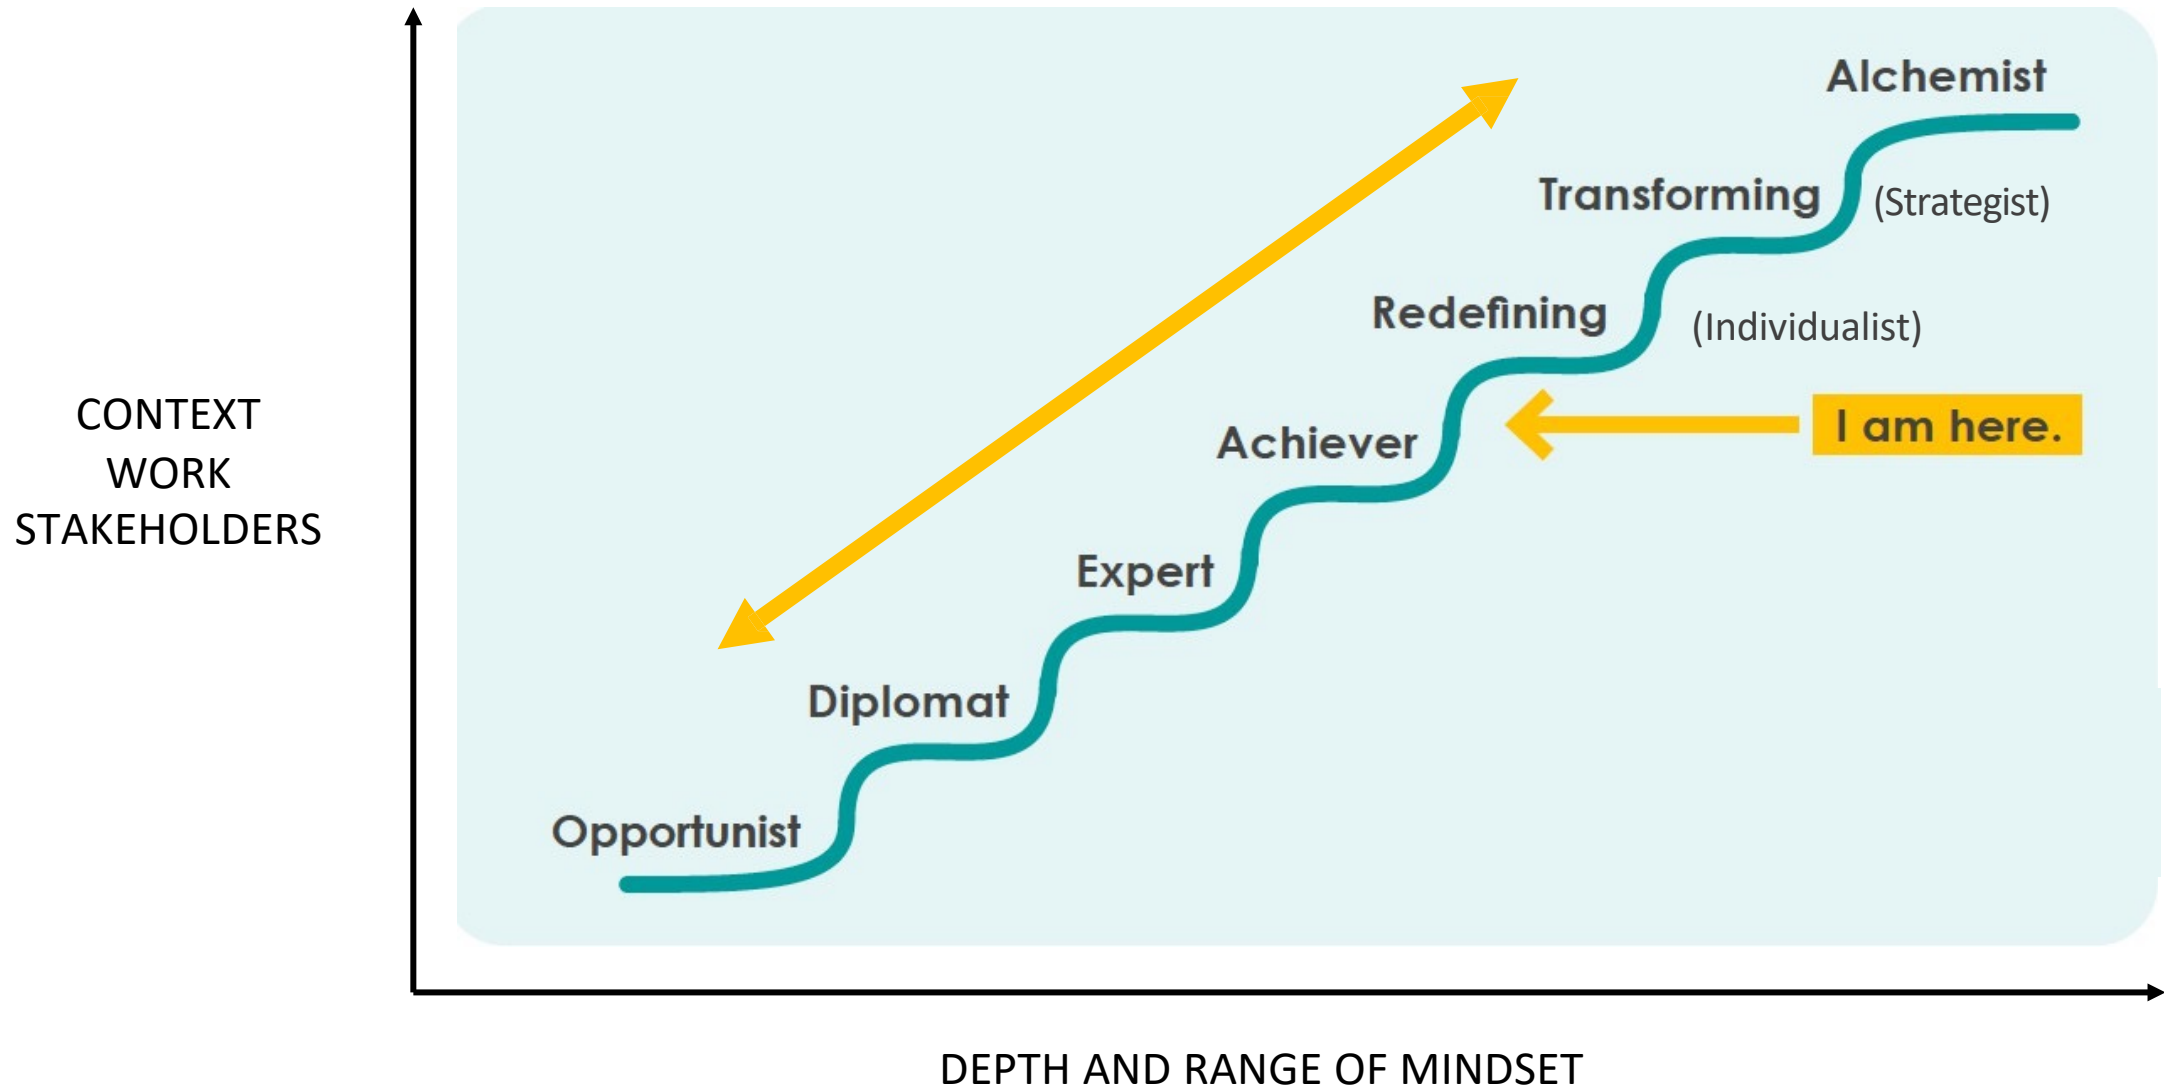 Alchemist
Transforming
(Strategist)
Redefining
(Individualist)
CONTEXT
WORK
STAKEHOLDERS
I am here.
Achiever
Expert
Diplomat
Opportunist
DEPTH AND RANGE OF MINDSET